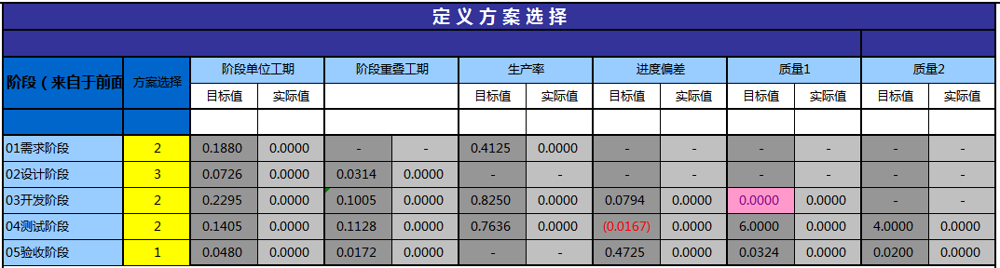 定义方案选择
阶段（来自于前面 方案选择 阶段单位工期 阶段重叠工期 生产率 进度偏差 质量1 质量2
目标值 实际值 目标值 实际值 目标值 实际值 目标值 实际值 目标值 实际值
01需求阶段 2 0.1880 0.0000 - - 0.4125 0.0000 - - - - - -
02设计阶段 3 0.0726 0.0000 0.0314 0.0000 - - - - - - - -
03开发阶段 2 0.2295 0.0000 0.1005 0.0000 0.8250 0.0000 0.0794 0.0000 0.0000 0.0000 - -
04测试阶段 2 0.1405 0.0000 0.1128 0.0000 0.7636 0.0000 (0.0167) 0.0000 6.0000 0.0000 4.0000 0.0000
05验收阶段 1 0.0480 0.0000 0.0172 0.0000 - - 0.4725 0.0000 0.0324 0.0000 0.0200 0.0000